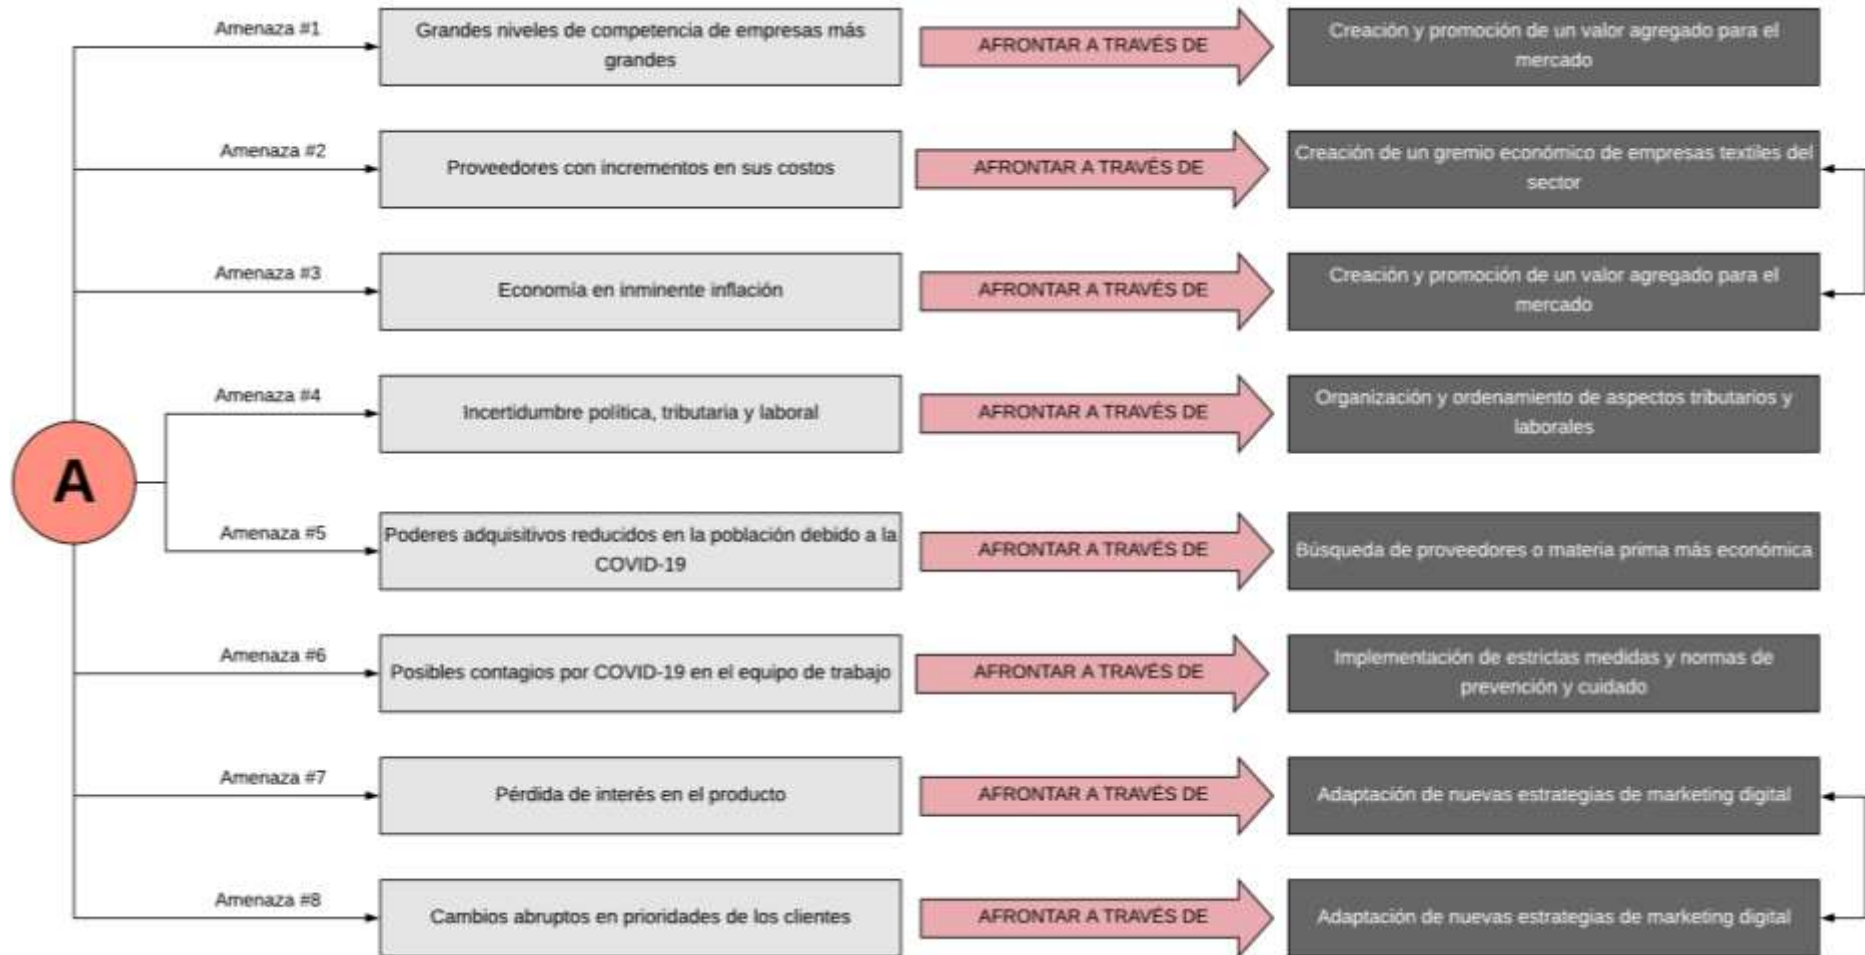 Amenaza #1
Grandes niveles de competencia de empresas más
grandes
AFRONTAR A TRAVÉS DE
Creación y promoción de un valor agregado para el
mercado
Amenaza #2
Proveedores con incrementos en sus costos
AFRONTAR A TRAVÉS DE
Creación de un gremio económico de empresas textiles del
sector
Amenaza #3
Economía en inminente inflación
AFRONTAR A TRAVÉS DE
Creación y promoción de un valor agregado para el
mercado
Amenaza #4
Incertidumbre política, tributaria y laboral
AFRONTAR A TRAVÉS DE
Organización y ordenamiento de aspectos tributarios y
laborales
A
Amenaza #5
Poderes adquisitivos reducidos en la población debido a la
COVID-19
AFRONTAR A TRAVÉS DE
Búsqueda de proveedores o materia prima más económica
Amenaza #6
Posibles contagios por COVID-19 en el equipo de trabajo
AFRONTAR A TRAVÉS DE
Implementación de estrictas medidas y normas de
prevención y cuidado
Amenaza #7
Pérdida de interés en el producto
AFRONTAR A TRAVÉS DE
Adaptación de nuevas estrategias de marketing digital
Amenaza #8
Cambios abruptos en prioridades de los clientes
AFRONTAR A TRAVÉS DE
Adaptación de nuevas estrategias de marketing digital